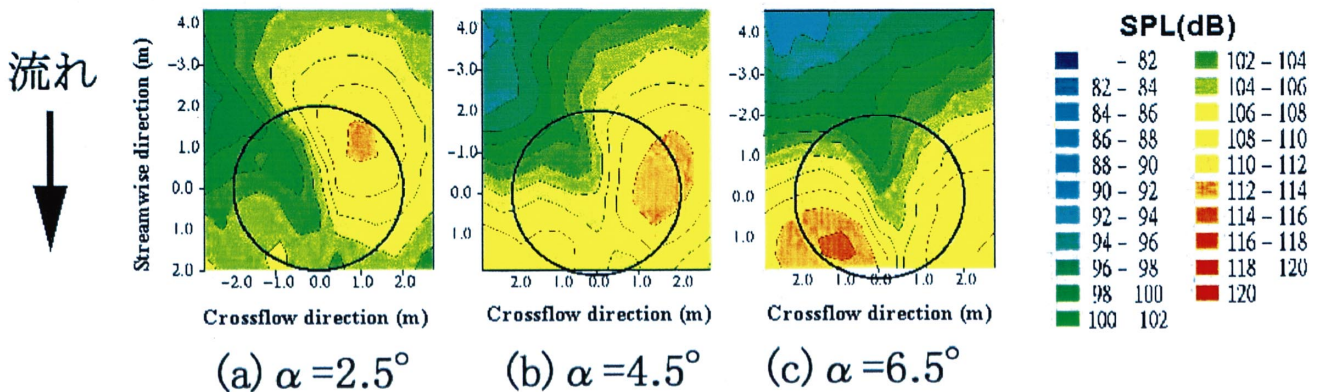 流れ
Streamwise direction (m)
4.0
−3.0
2.0
1.0
0.0
1.0
2.0
−2.0 −1.0 0.0 1.0 2.0
Crossflow direction (m)
(a) α=2.5°
4.0
−3.0
2.0
−1.0
0.0
1.0
2.0 1.0 0.0 1.0 2.0
Crossflow direction (m)
(b) α=4.5°
4.0
−3.0
−2.0
1.0
0.0
1.0
2.0 1.0 0.0 1.0 2.0
Crossflow direction (m)
(c) α=6.5°
SPL(dB)
- 82
82 - 84
84 - 86
86 - 88
88 - 90
90 - 92
92 - 94
94 - 96
96 - 98
98 100
100 102
102 - 104
104 - 106
106 - 108
108 - 110
110 - 112
112 - 114
114 - 116
116 - 118
118 120
120